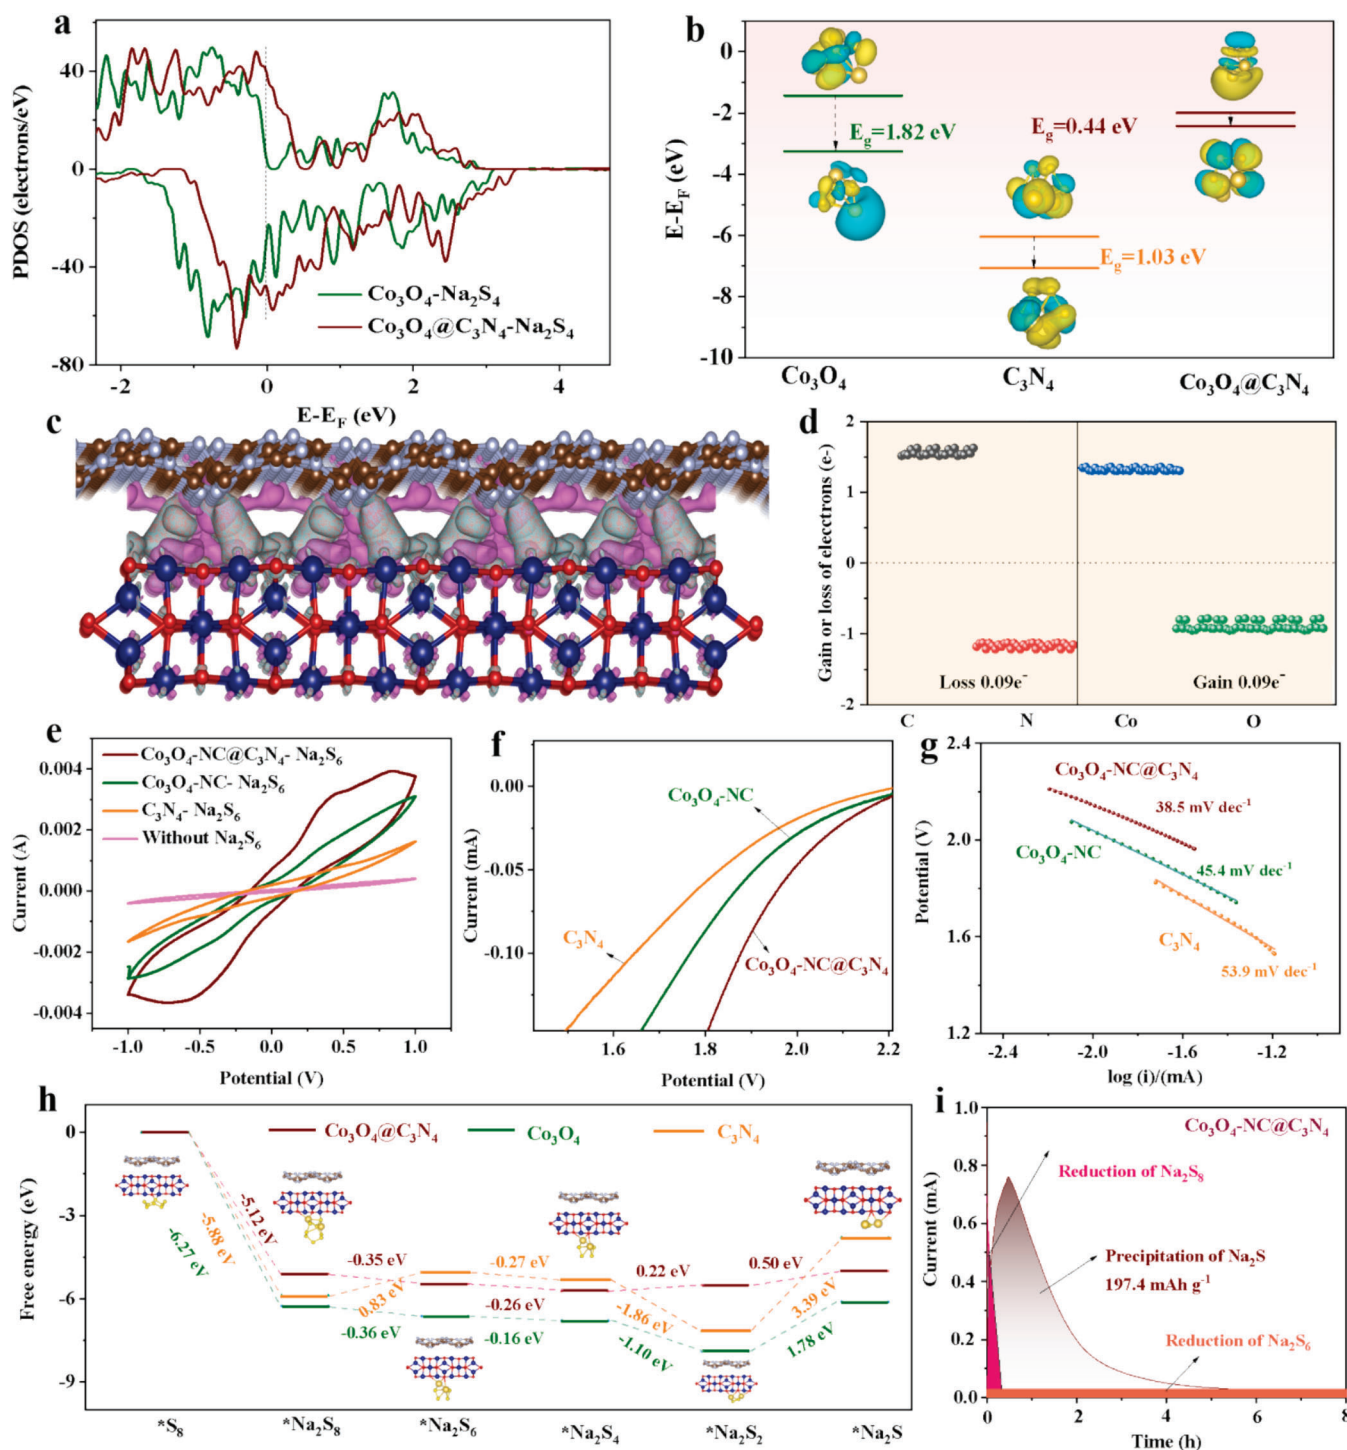 a
PDOS (electrons/eV)
40
0
-40
-80
-2
0
2
4
E-E_F (eV)
Co₃O₄-Na₂S₄
Co₃O₄@C₃N₄-Na₂S₄
b
E-E_F (eV)
0
-2
-4
-6
-8
-10
E_g=1.82 eV
E_g=0.44 eV
E_g=1.03 eV
Co₃O₄
C₃N₄
Co₃O₄@C₃N₄
c
d
Gain or loss of elecctrons (e-)
2
1
0
-1
-2
Loss 0.09e⁻
Gain 0.09e⁻
C
N
Co
O
e
Co₃O₄-NC@C₃N₄- Na₂S₆
Co₃O₄-NC- Na₂S₆
C₃N₄- Na₂S₆
Without Na₂S₆
Current (A)
0.004
0.002
0.000
-0.002
-0.004
-1.0
-0.5
0.0
0.5
1.0
Potential (V)
f
Current (mA)
0.00
-0.05
-0.10
Co₃O₄-NC
C₃N₄
Co₃O₄-NC@C₃N₄
1.6
1.8
2.0
2.2
Potential (V)
g
Potential (V)
2.4
2.0
1.6
1.2
Co₃O₄-NC@C₃N₄
38.5 mV dec⁻¹
Co₃O₄-NC
45.4 mV dec⁻¹
C₃N₄
53.9 mV dec⁻¹
-2.4
-2.0
-1.6
-1.2
log (i)/(mA)
h
Free energy (eV)
0
-3
-6
-9
Co₃O₄@C₃N₄
Co₃O₄
C₃N₄
-5.12 eV
-5.88 eV
-6.27 eV
-0.35 eV
0.83 eV
-0.36 eV
-0.27 eV
-0.26 eV
-0.16 eV
0.22 eV
-1.86 eV
-1.10 eV
0.50 eV
3.39 eV
1.78 eV
*S₈
*Na₂S₈
*Na₂S₆
*Na₂S₄
*Na₂S₂
*Na₂S
i
Current (mA)
1.0
0.8
0.6
0.4
0.2
0.0
Co₃O₄-NC@C₃N₄
Reduction of Na₂S₈
Precipitation of Na₂S
197.4 mAh g⁻¹
Reduction of Na₂S₆
0
2
4
6
8
Time (h)